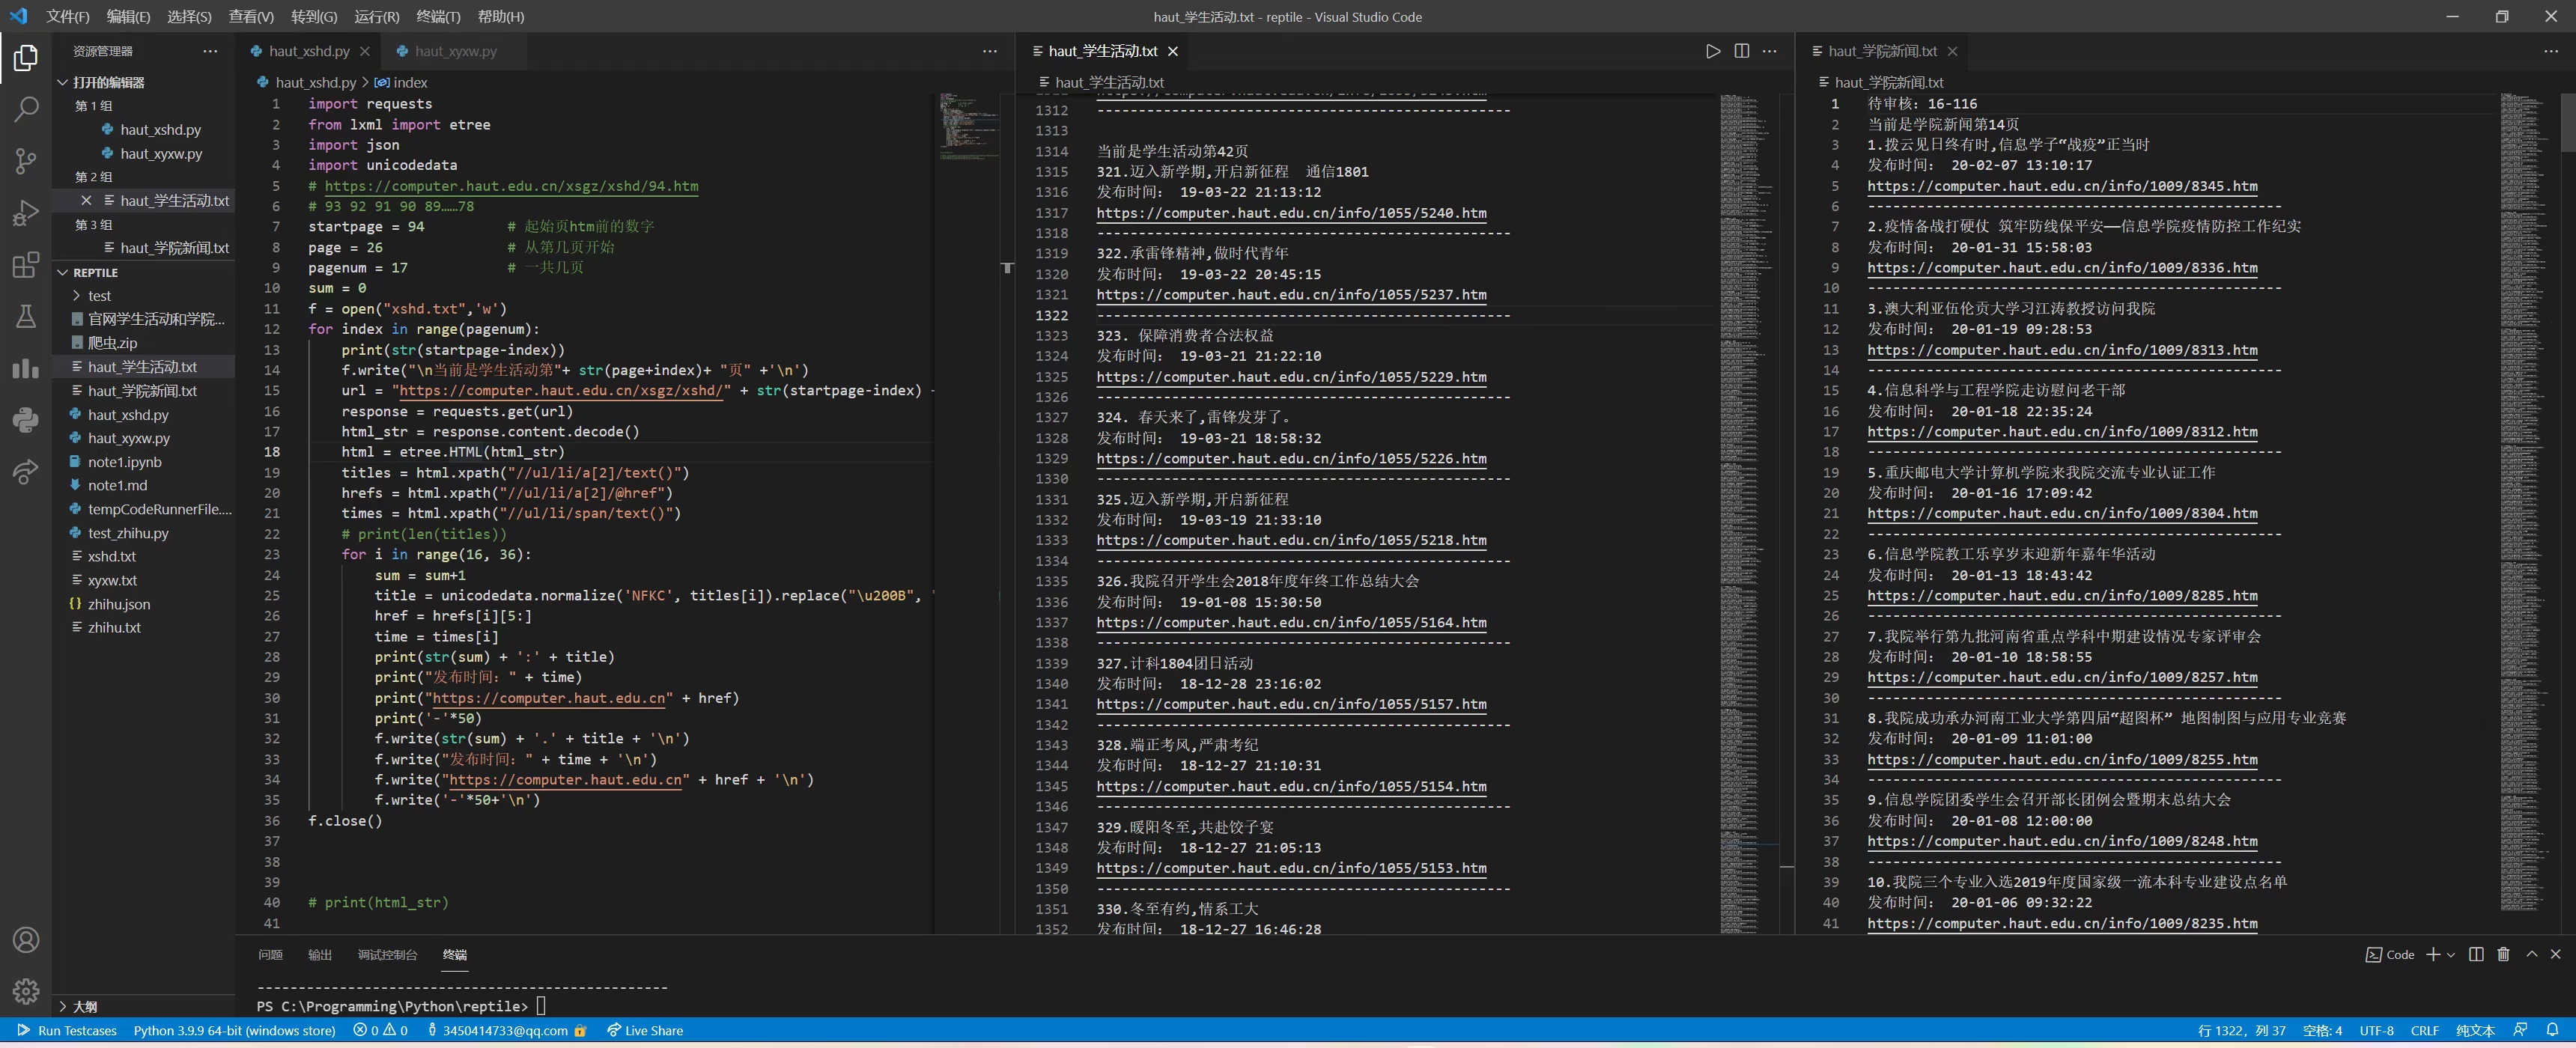 文件(F) 编辑(E) 选择(S) 查看(V) 转到(G) 运行(R) 终端(T) 帮助(H)
haut_学生活动.txt - reptile - Visual Studio Code
资源管理器
打开的编辑器
第 1 组
haut_xshd.py
haut_xyxw.py
第 2 组
haut_学生活动.txt
第 3 组
haut_学院新闻.txt
REPTILE
test
官网学生活动和学院...
爬虫.zip
haut_学生活动.txt
haut_学院新闻.txt
haut_xshd.py
haut_xyxw.py
note1.ipynb
note1.md
tempCodeRunnerFile....
test_zhihu.py
xshd.txt
xyxw.txt
zhihu.json
zhihu.txt
大纲
haut_xshd.py haut_xyxw.py
haut_xshd.py > index
1 import requests
2 from lxml import etree
3 import json
4 import unicodedata
5 # https://computer.haut.edu.cn/xsgz/xshd/94.htm
6 # 93 92 91 90 89……78
7 startpage = 94 # 起始页htm前的数字
8 page = 26 # 从第几页开始
9 pagenum = 17 # 一共几页
10 sum = 0
11 f = open("xshd.txt",'w')
12 for index in range(pagenum):
13 print(str(startpage-index))
14 f.write("\n当前是学生活动第"+ str(page+index)+ "页" +'\n')
15 url = "https://computer.haut.edu.cn/xsgz/xshd/" + str(startpage-index)
16 response = requests.get(url)
17 html_str = response.content.decode()
18 html = etree.HTML(html_str)
19 titles = html.xpath("//ul/li/a[2]/text()")
20 hrefs = html.xpath("//ul/li/a[2]/@href")
21 times = html.xpath("//ul/li/span/text()")
22 # print(len(titles))
23 for i in range(16, 36):
24 sum = sum+1
25 title = unicodedata.normalize('NFKC', titles[i]).replace("\u200B",
26 href = hrefs[i][5:]
27 time = times[i]
28 print(str(sum) + ':' + title)
29 print("发布时间：" + time)
30 print("https://computer.haut.edu.cn" + href)
31 print('-'*50)
32 f.write(str(sum) + '.' + title + '\n')
33 f.write("发布时间：" + time + '\n')
34 f.write("https://computer.haut.edu.cn" + href + '\n')
35 f.write('-'*50+'\n')
36 f.close()
37
38
39
40 # print(html_str)
41
haut_学生活动.txt
haut_学生活动.txt
1312 --------------------------------------------------
1313
1314 当前是学生活动第42页
1315 321.迈入新学期,开启新征程 通信1801
1316 发布时间： 19-03-22 21:13:12
1317 https://computer.haut.edu.cn/info/1055/5240.htm
1318 --------------------------------------------------
1319 322.承雷锋精神,做时代青年
1320 发布时间： 19-03-22 20:45:15
1321 https://computer.haut.edu.cn/info/1055/5237.htm
1322 --------------------------------------------------
1323 323. 保障消费者合法权益
1324 发布时间： 19-03-21 21:22:10
1325 https://computer.haut.edu.cn/info/1055/5229.htm
1326 --------------------------------------------------
1327 324. 春天来了,雷锋发芽了。
1328 发布时间： 19-03-21 18:58:32
1329 https://computer.haut.edu.cn/info/1055/5226.htm
1330 --------------------------------------------------
1331 325.迈入新学期,开启新征程
1332 发布时间： 19-03-19 21:33:10
1333 https://computer.haut.edu.cn/info/1055/5218.htm
1334 --------------------------------------------------
1335 326.我院召开学生会2018年度年终工作总结大会
1336 发布时间： 19-01-08 15:30:50
1337 https://computer.haut.edu.cn/info/1055/5164.htm
1338 --------------------------------------------------
1339 327.计科1804团日活动
1340 发布时间： 18-12-28 23:16:02
1341 https://computer.haut.edu.cn/info/1055/5157.htm
1342 --------------------------------------------------
1343 328.端正考风,严肃考纪
1344 发布时间： 18-12-27 21:10:31
1345 https://computer.haut.edu.cn/info/1055/5154.htm
1346 --------------------------------------------------
1347 329.暖阳冬至,共赴饺子宴
1348 发布时间： 18-12-27 21:05:13
1349 https://computer.haut.edu.cn/info/1055/5153.htm
1350 --------------------------------------------------
1351 330.冬至有约,情系工大
1352 发布时间： 18-12-27 16:46:28
haut_学院新闻.txt
haut_学院新闻.txt
1 待审核: 16-116
2 当前是学院新闻第14页
3 1.拨云见日终有时,信息学子“战疫”正当时
4 发布时间： 20-02-07 13:10:17
5 https://computer.haut.edu.cn/info/1009/8345.htm
6 --------------------------------------------------
7 2.疫情备战打硬仗 筑牢防线保平安——信息学院疫情防控工作纪实
8 发布时间： 20-01-31 15:58:03
9 https://computer.haut.edu.cn/info/1009/8336.htm
10 --------------------------------------------------
11 3.澳大利亚伍伦贡大学习江涛教授访问我院
12 发布时间： 20-01-19 09:28:53
13 https://computer.haut.edu.cn/info/1009/8313.htm
14 --------------------------------------------------
15 4.信息科学与工程学院走访慰问老干部
16 发布时间： 20-01-18 22:35:24
17 https://computer.haut.edu.cn/info/1009/8312.htm
18 --------------------------------------------------
19 5.重庆邮电大学计算机学院来我院交流专业认证工作
20 发布时间： 20-01-16 17:09:42
21 https://computer.haut.edu.cn/info/1009/8304.htm
22 --------------------------------------------------
23 6.信息学院教工乐享岁末迎新年嘉年华活动
24 发布时间： 20-01-13 18:43:42
25 https://computer.haut.edu.cn/info/1009/8285.htm
26 --------------------------------------------------
27 7.我院举行第九批河南省重点学科中期建设情况专家评审会
28 发布时间： 20-01-10 18:58:55
29 https://computer.haut.edu.cn/info/1009/8257.htm
30 --------------------------------------------------
31 8.我院成功承办河南工业大学第四届“超图杯” 地图制图与应用专业竞赛
32 发布时间： 20-01-09 11:01:00
33 https://computer.haut.edu.cn/info/1009/8255.htm
34 --------------------------------------------------
35 9.信息学院团委学生会召开部长团例会暨期末总结大会
36 发布时间： 20-01-08 12:00:00
37 https://computer.haut.edu.cn/info/1009/8248.htm
38 --------------------------------------------------
39 10.我院三个专业入选2019年度国家级一流本科专业建设点名单
40 发布时间： 20-01-06 09:32:22
41 https://computer.haut.edu.cn/info/1009/8235.htm
问题 输出 调试控制台 终端
Code
--------------------------------------------------
PS C:\Programming\Python\reptile>
Run Testcases Python 3.9.9 64-bit (windows store) 0 0 3450414733@qq.com Live Share
行 1322，列 37 空格: 4 UTF-8 CRLF 纯文本